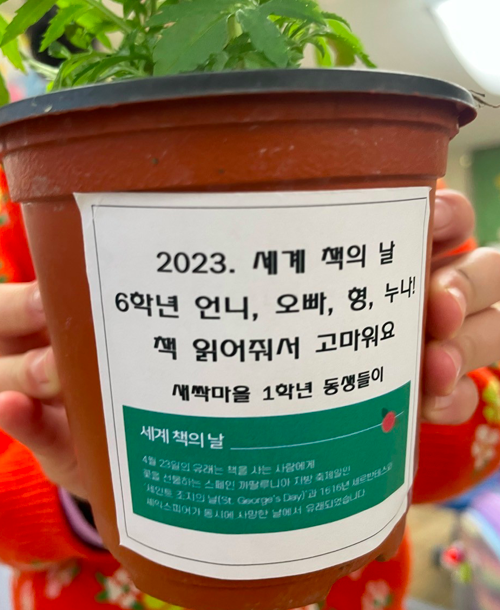 2023. 세계 책의 날
6학년 언니, 오빠, 형, 누나!
책 읽어줘서 고마워요
새싹마을 1학년 동생들이
세계 책의 날
4월 23일의 유래는 책을 사는 사람에게
꽃을 선물하는 스페인 까탈루니아 지방 축제일인
세인트 조지의 날(St. George's Day)'과 1616년 세르반테스와
셰익스피어가 동시에 사망한 날에서 유래되었습니다